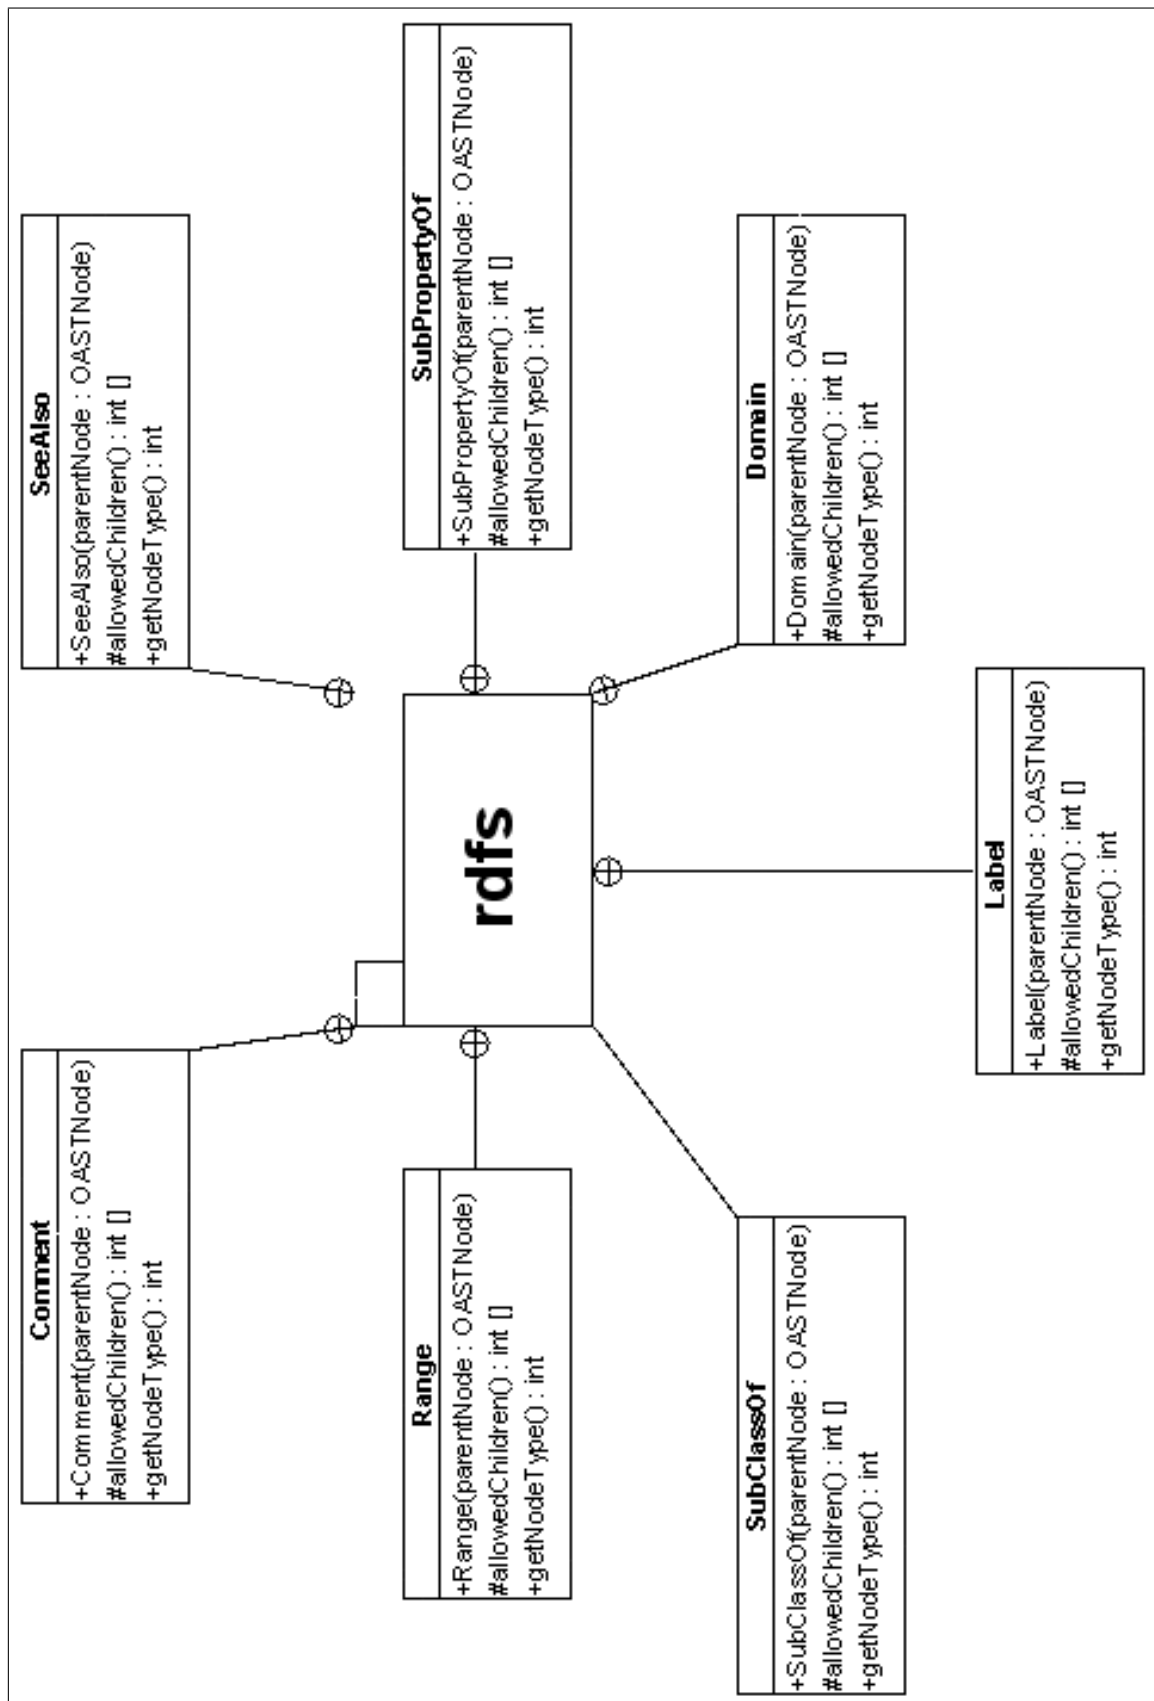 Comment
+Comment(parentNode : OASTNode)
#allowedChildren() : int []
+getNodeType() : int
SeeAlso
+SeeAlso(parentNode : OASTNode)
#allowedChildren() : int []
+getNodeType() : int
Range
+Range(parentNode : OASTNode)
#allowedChildren() : int []
+getNodeType() : int
rdfs
SubPropertyOf
+SubPropertyOf(parentNode : OASTNode)
#allowedChildren() : int []
+getNodeType() : int
SubClassOf
+SubClassOf(parentNode : OASTNode)
#allowedChildren() : int []
+getNodeType() : int
Domain
+Domain(parentNode : OASTNode)
#allowedChildren() : int []
+getNodeType() : int
Label
+Label(parentNode : OASTNode)
#allowedChildren() : int []
+getNodeType() : int